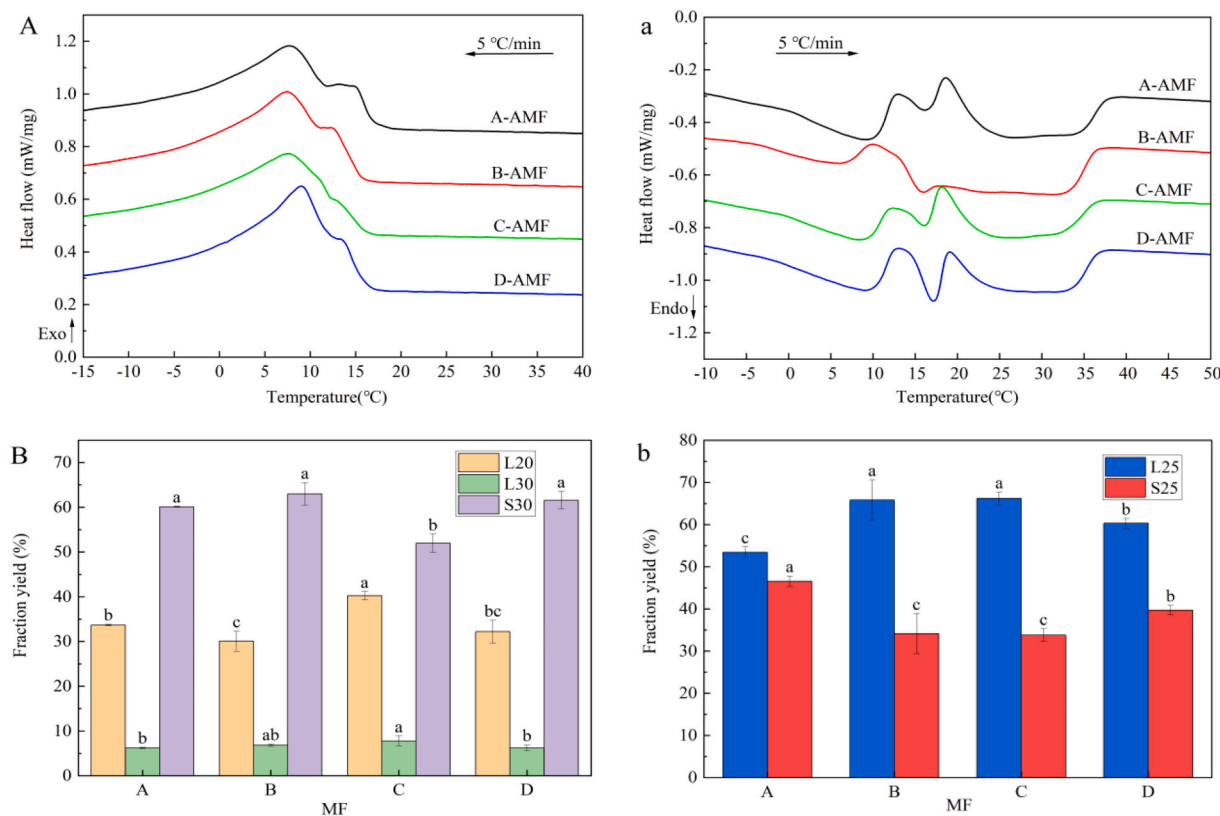 A
Heat flow (mW/mg)
1.2
1.0
0.8
0.6
0.4
0.2
0.0
5 ℃/min
A-AMF
B-AMF
C-AMF
D-AMF
Exo
-15 -10 -5 0 5 10 15 20 25 30 35 40
Temperature(℃)
a
Heat flow (mW/mg)
-0.0
-0.2
-0.4
-0.6
-0.8
-1.0
-1.2
5 ℃/min
A-AMF
B-AMF
C-AMF
D-AMF
Endo
-10 -5 0 5 10 15 20 25 30 35 40 45 50
Temperature(℃)
B
Fraction yield (%)
70
60
50
40
30
20
10
0
L20
L30
S30
b b a
c ab a
a a b
bc b a
A B C D
MF
b
Fraction yield (%)
80
70
60
50
40
30
20
10
0
L25
S25
c a
a c
a c
b b
A B C D
MF